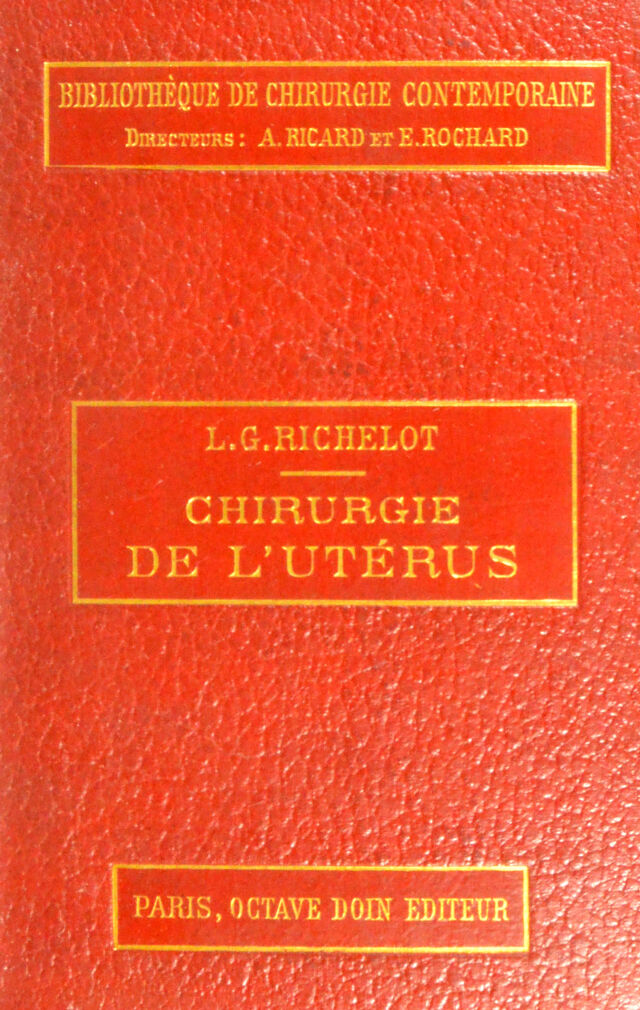 BIBLIOTHÈQUE DE CHIRURGIE CONTEMPORAINE
DIRECTEURS: A. RICARD ET E. ROCHARD
L.G. RICHELOT
CHIRURGIE
DE L'UTÉRUS
PARIS, OCTAVE DOIN EDITEUR